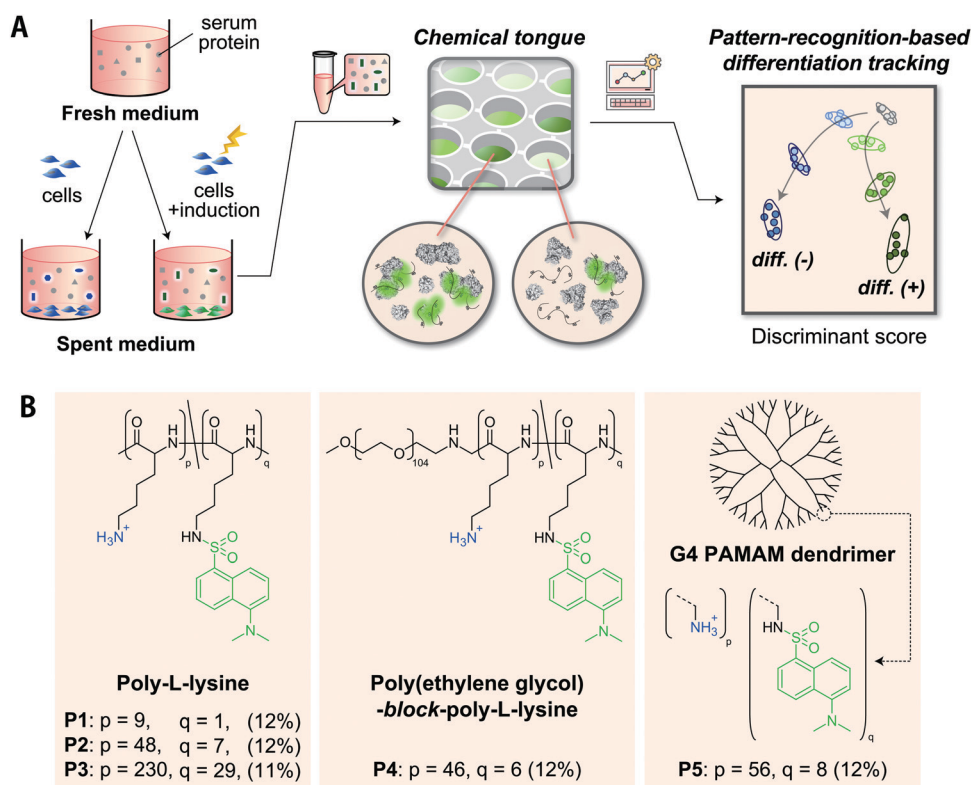 A
serum
protein
Fresh medium
cells
cells
+induction
Spent medium
Chemical tongue
Pattern-recognition-based
differentiation tracking
diff. (-)
diff. (+)
Discriminant score
B
O
H
N
p
O
H
N
q
H3N+
HN
O
S
O
N
Poly-L-lysine
P1: p = 9, q = 1, (12%)
P2: p = 48, q = 7, (12%)
P3: p = 230, q = 29, (11%)
O
O
104
H
N
O
H
N
p
O
H
N
q
H3N+
HN
O
S
O
N
Poly(ethylene glycol)
-block-poly-L-lysine
P4: p = 46, q = 6 (12%)
G4 PAMAM dendrimer
NH3+
p
HN
O
S
O
N
q
P5: p = 56, q = 8 (12%)